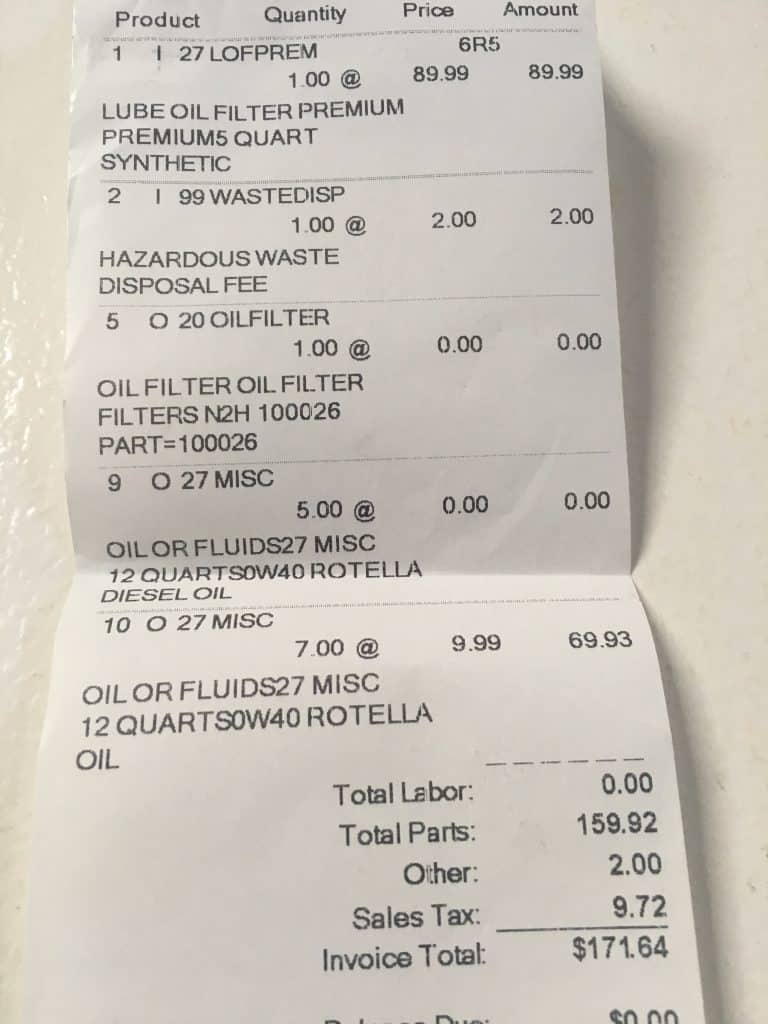 Product Quantity Price Amount
1 I 27 LOFPREM 6R5
1.00 @ 89.99 89.99
LUBE OIL FILTER PREMIUM
PREMIUM5 QUART
SYNTHETIC
2 I 99 WASTEDISP
1.00 @ 2.00 2.00
HAZARDOUS WASTE
DISPOSAL FEE
5 O 20 OILFILTER
1.00 @ 0.00 0.00
OIL FILTER OIL FILTER
FILTERS N2H 100026
PART=100026
9 O 27 MISC
5.00 @ 0.00 0.00
OIL OR FLUIDS27 MISC
12 QUARTS0W40 ROTELLA
DIESEL OIL
10 O 27 MISC
7.00 @ 9.99 69.93
OIL OR FLUIDS27 MISC
12 QUARTS0W40 ROTELLA
OIL
Total Labor: 0.00
Total Parts: 159.92
Other: 2.00
Sales Tax: 9.72
Invoice Total: $171.64
Balance Due: $0.00